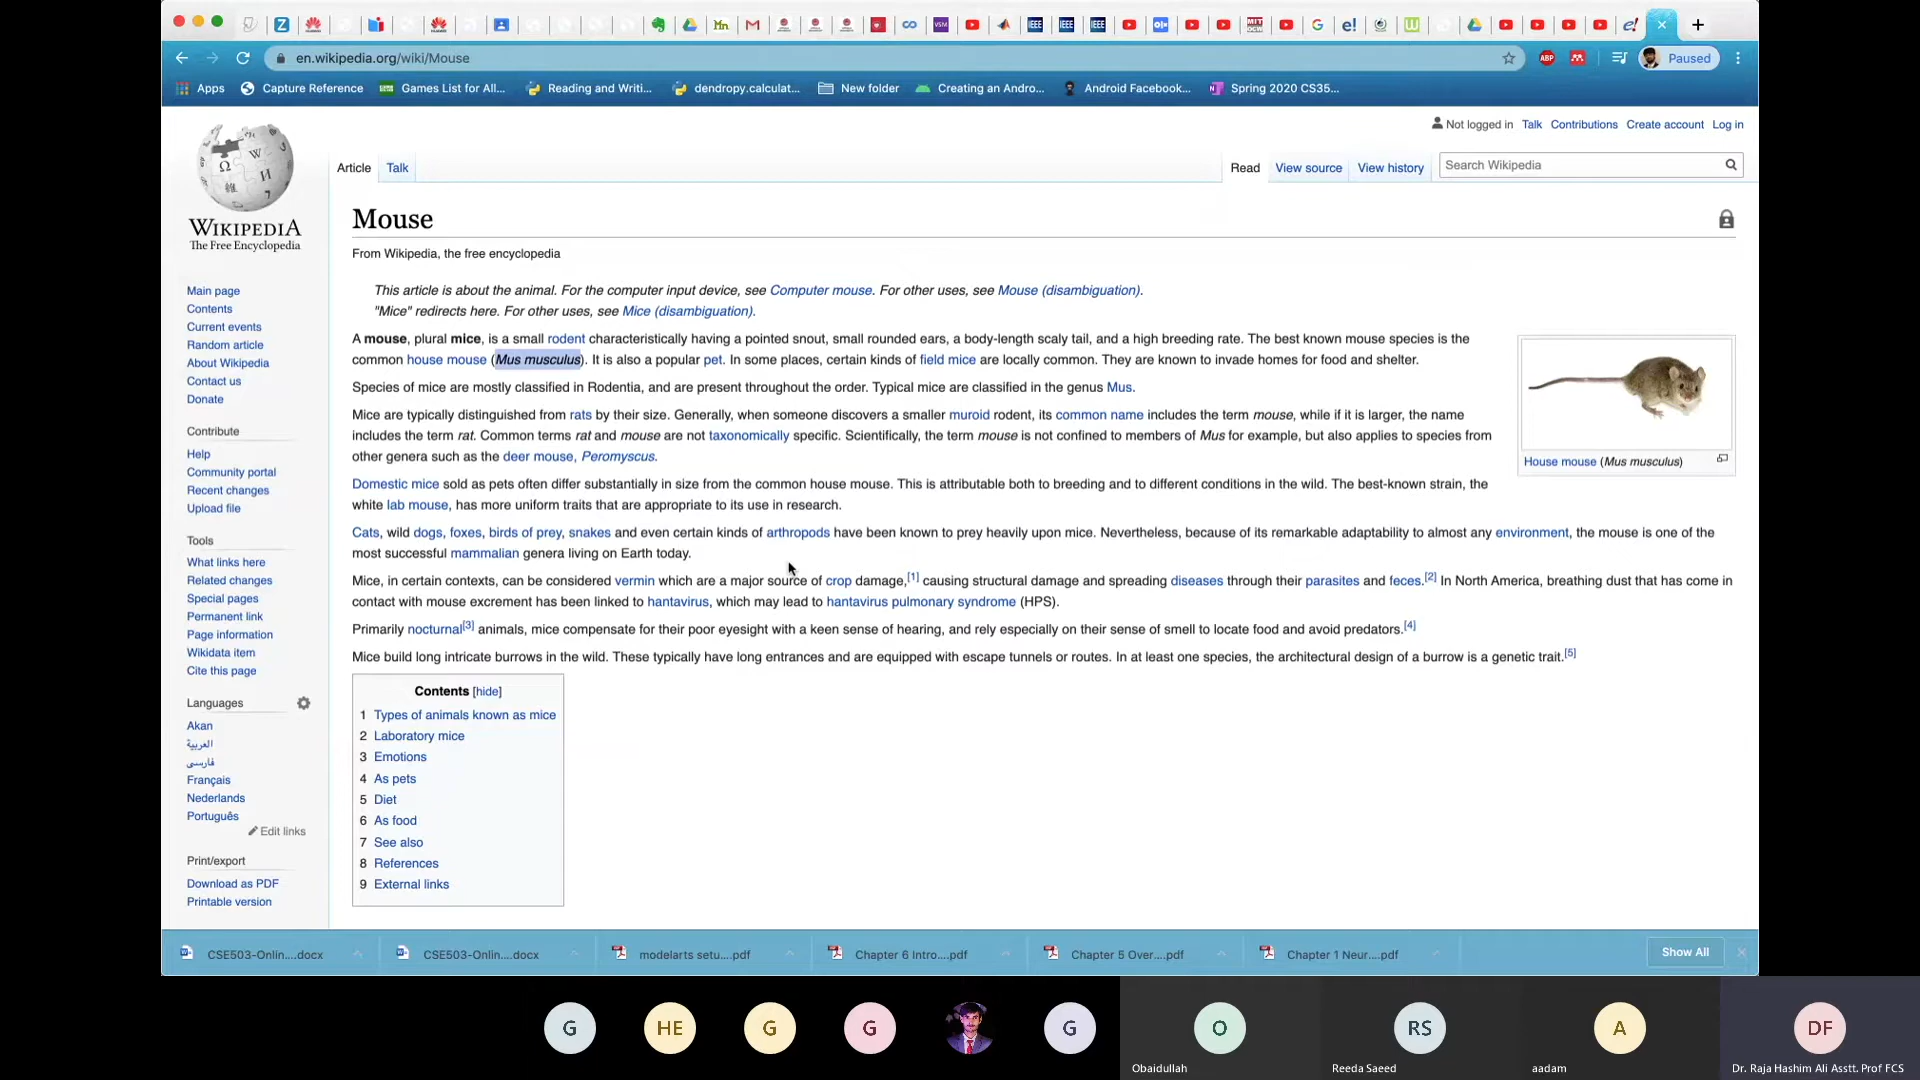 en.wikipedia.org/wiki/Mouse
Paused
Apps
Capture Reference
Games List for All...
Reading and Writi...
dendropy.calculat...
New folder
Creating an Andro...
Android Facebook...
Spring 2020 CS35...
Not logged in Talk Contributions Create account Log in
Article Talk Read View source View history Search Wikipedia
WIKIPEDIA
The Free Encyclopedia
Main page
Contents
Current events
Random article
About Wikipedia
Contact us
Donate
Contribute
Help
Community portal
Recent changes
Upload file
Tools
What links here
Related changes
Special pages
Permanent link
Page information
Wikidata item
Cite this page
Languages
Akan
العربية
فارسی
Français
Nederlands
Português
Edit links
Print/export
Download as PDF
Printable version
Mouse
From Wikipedia, the free encyclopedia
This article is about the animal. For the computer input device, see Computer mouse. For other uses, see Mouse (disambiguation).
"Mice" redirects here. For other uses, see Mice (disambiguation).
A mouse, plural mice, is a small rodent characteristically having a pointed snout, small rounded ears, a body-length scaly tail, and a high breeding rate. The best known mouse species is the
common house mouse (Mus musculus). It is also a popular pet. In some places, certain kinds of field mice are locally common. They are known to invade homes for food and shelter.
Species of mice are mostly classified in Rodentia, and are present throughout the order. Typical mice are classified in the genus Mus.
Mice are typically distinguished from rats by their size. Generally, when someone discovers a smaller muroid rodent, its common name includes the term mouse, while if it is larger, the name
includes the term rat. Common terms rat and mouse are not taxonomically specific. Scientifically, the term mouse is not confined to members of Mus for example, but also applies to species from
other genera such as the deer mouse, Peromyscus.
Domestic mice sold as pets often differ substantially in size from the common house mouse. This is attributable both to breeding and to different conditions in the wild. The best-known strain, the
white lab mouse, has more uniform traits that are appropriate to its use in research.
Cats, wild dogs, foxes, birds of prey, snakes and even certain kinds of arthropods have been known to prey heavily upon mice. Nevertheless, because of its remarkable adaptability to almost any environment, the mouse is one of the
most successful mammalian genera living on Earth today.
Mice, in certain contexts, can be considered vermin which are a major source of crop damage,[1] causing structural damage and spreading diseases through their parasites and feces.[2] In North America, breathing dust that has come in
contact with mouse excrement has been linked to hantavirus, which may lead to hantavirus pulmonary syndrome (HPS).
Primarily nocturnal[3] animals, mice compensate for their poor eyesight with a keen sense of hearing, and rely especially on their sense of smell to locate food and avoid predators.[4]
Mice build long intricate burrows in the wild. These typically have long entrances and are equipped with escape tunnels or routes. In at least one species, the architectural design of a burrow is a genetic trait.[5]
House mouse (Mus musculus)
Contents [hide]
1 Types of animals known as mice
2 Laboratory mice
3 Emotions
4 As pets
5 Diet
6 As food
7 See also
8 References
9 External links
CSE503-Onlin....docx
CSE503-Onlin....docx
modelarts setu....pdf
Chapter 6 Intro....pdf
Chapter 5 Over....pdf
Chapter 1 Neur....pdf
Show All
G
HE
G
G
G
O
RS
A
DF
Obaidullah
Reeda Saeed
aadam
Dr. Raja Hashim Ali Asstt. Prof FCS